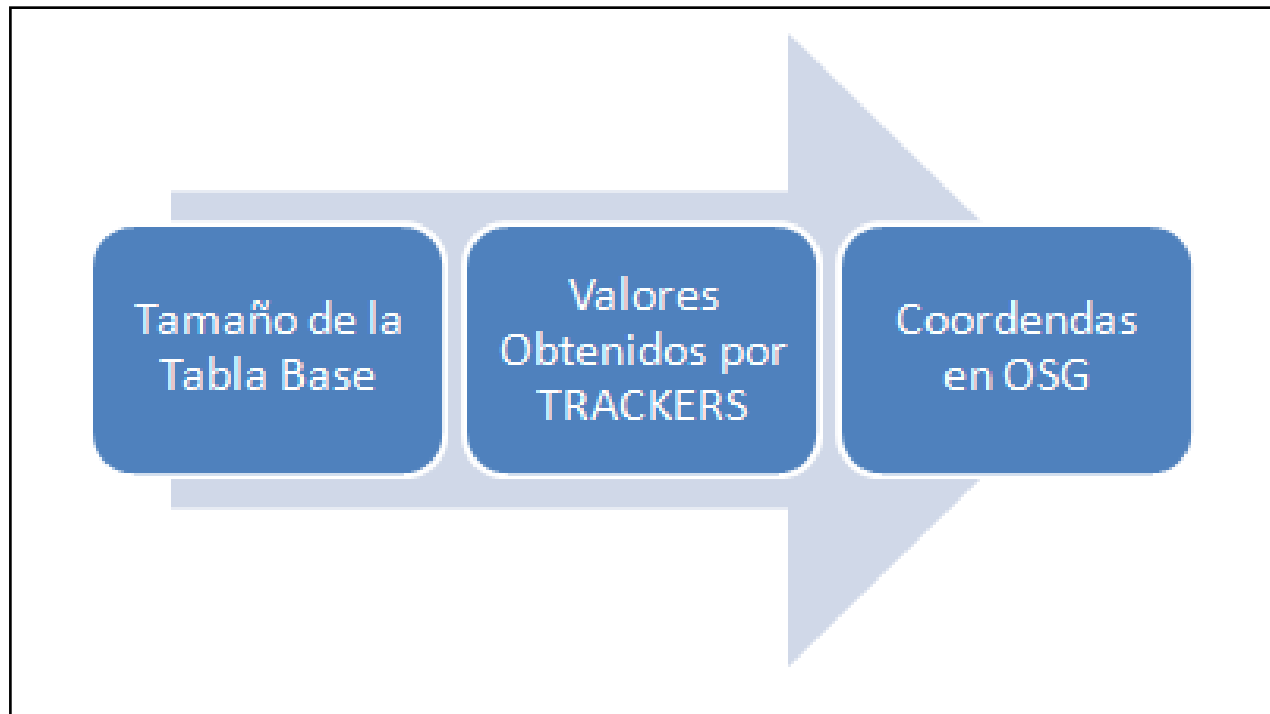 Tamaño de la
Tabla Base
Valores
Obtenidos por
TRACKERS
Coordendas
en OSG